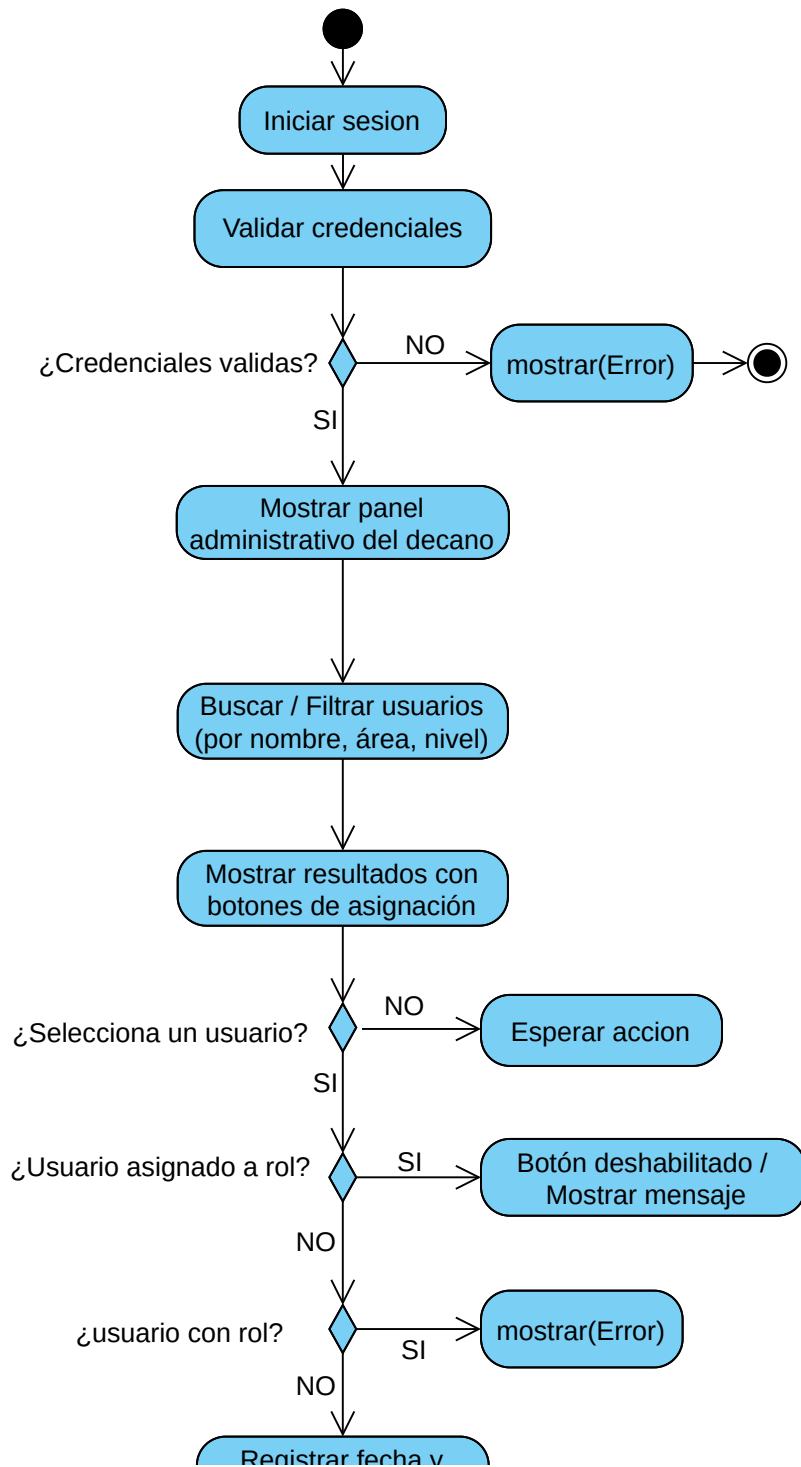 Iniciar sesion
Validar credenciales
¿Credenciales validas?
NO
mostrar(Error)
SI
Mostrar panel
administrativo del decano
Buscar / Filtrar usuarios
(por nombre, área, nivel)
Mostrar resultados con
botones de asignación
¿Selecciona un usuario?
NO
Esperar accion
SI
¿Usuario asignado a rol?
SI
Botón deshabilitado /
Mostrar mensaje
NO
¿usuario con rol?
SI
mostrar(Error)
NO
Registrar fecha y